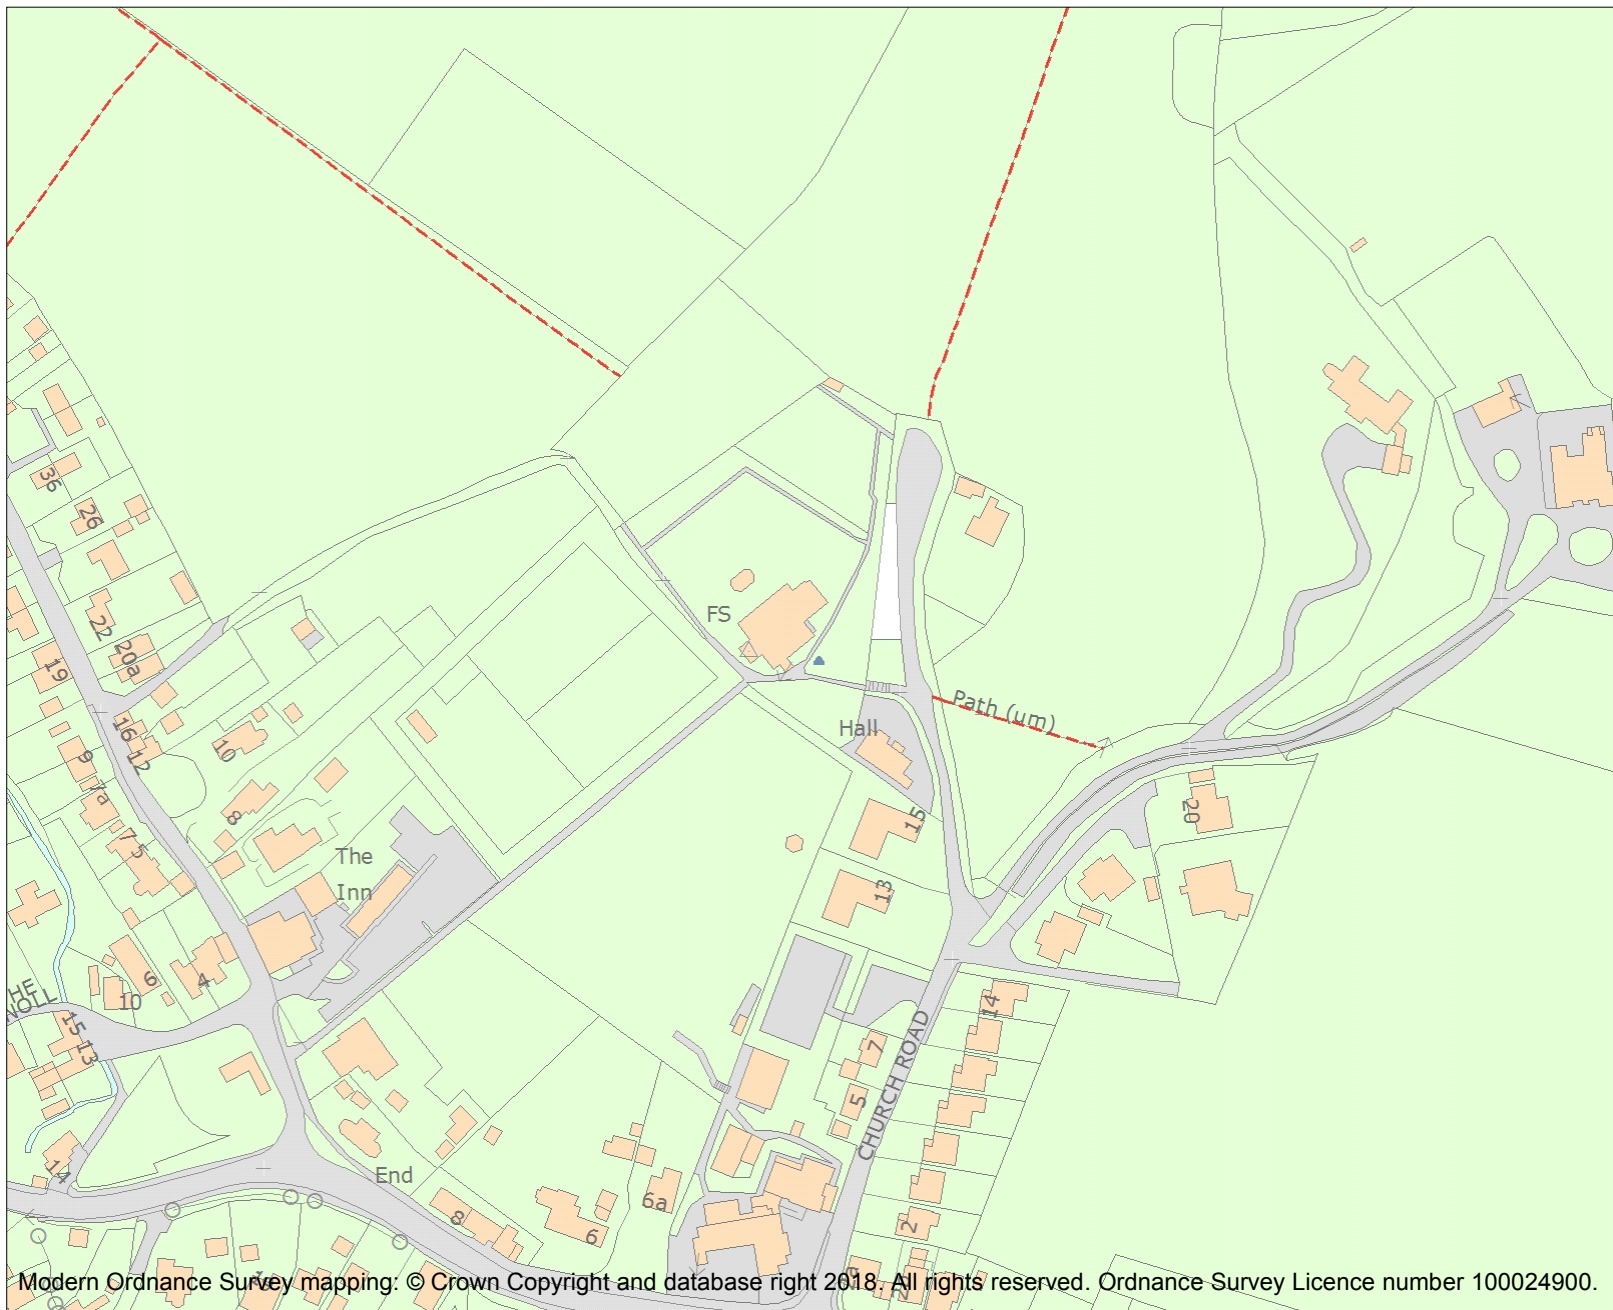 36
26
22
20a
19
FS
Path (um)
16
12
9
10
Hall
7a
8
15
20
7
5
The
Inn
13
HE
NOLL
6
4
10
14
15
13
7
5
CHURCH ROAD
14
End
6a
8
6
2
Modern Ordnance Survey mapping: © Crown Copyright and database right 2018. All rights reserved. Ordnance Survey Licence number 100024900.